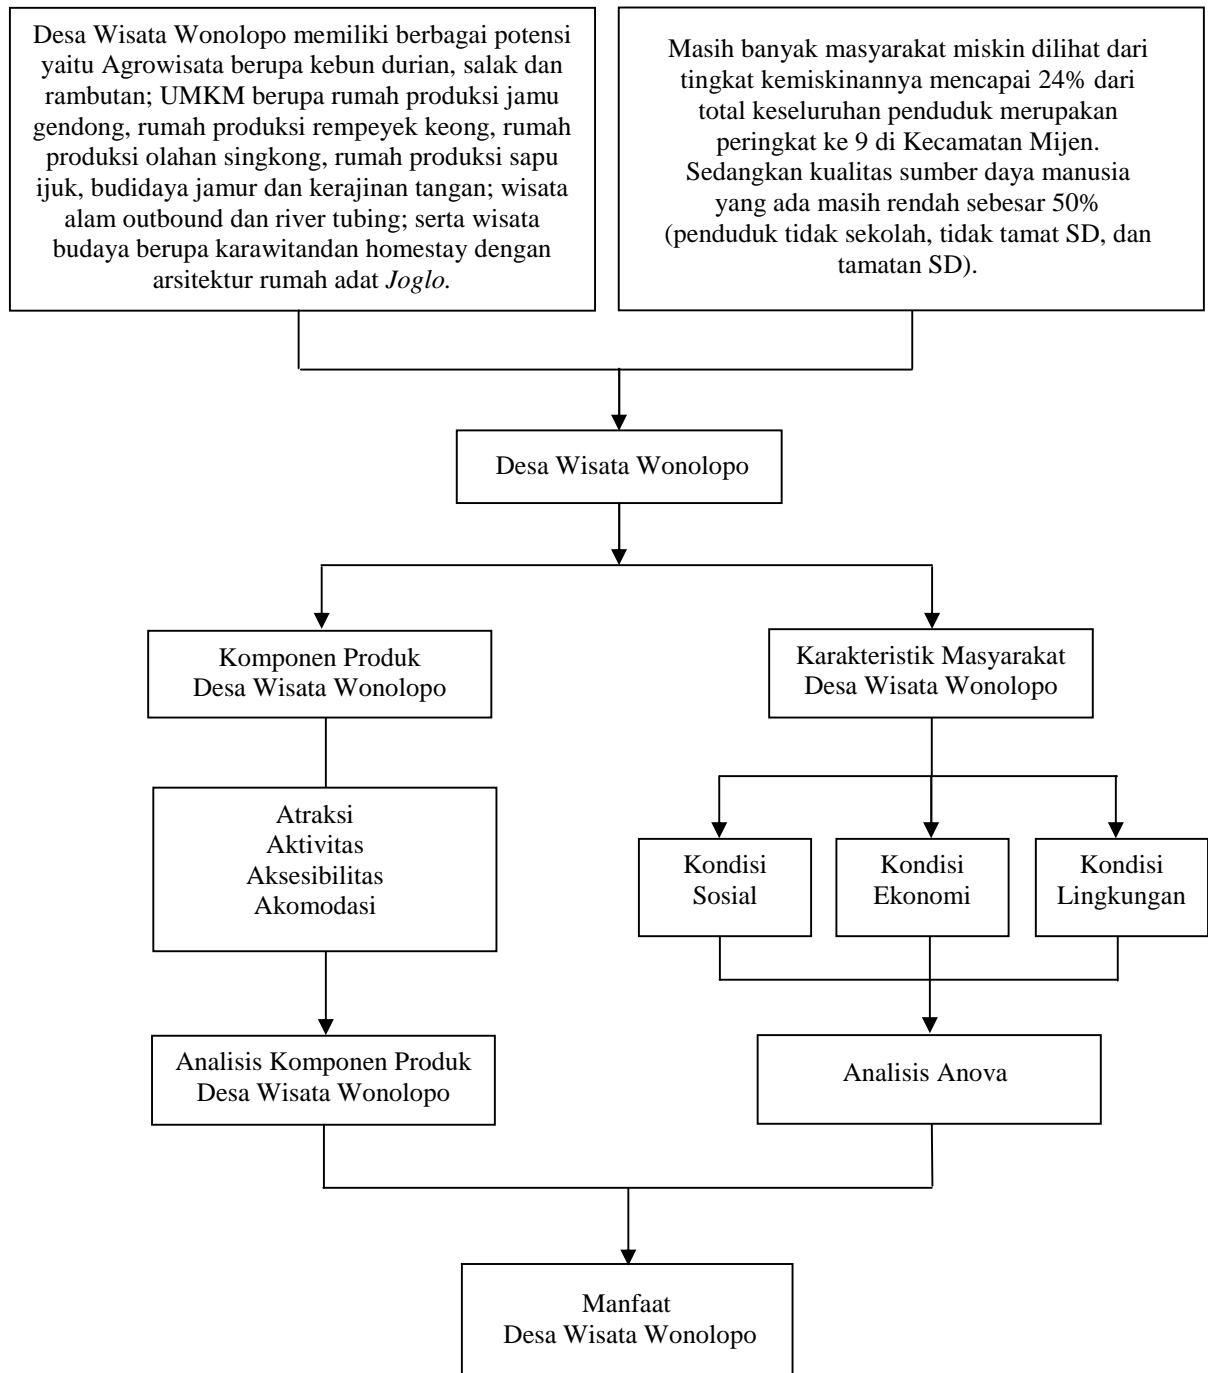 Desa Wisata Wonolopo memiliki berbagai potensi
yaitu Agrowisata berupa kebun durian, salak dan
rambutan; UMKM berupa rumah produksi jamu
gendong, rumah produksi rempeyek keong, rumah
produksi olahan singkong, rumah produksi sapu
ijuk, budidaya jamur dan kerajinan tangan; wisata
alam outbound dan river tubing; serta wisata
budaya berupa karawitandan homestay dengan
arsitektur rumah adat Joglo.
Masih banyak masyarakat miskin dilihat dari
tingkat kemiskinannya mencapai 24% dari
total keseluruhan penduduk merupakan
peringkat ke 9 di Kecamatan Mijen.
Sedangkan kualitas sumber daya manusia
yang ada masih rendah sebesar 50%
(penduduk tidak sekolah, tidak tamat SD, dan
tamatan SD).
Desa Wisata Wonolopo
Komponen Produk
Desa Wisata Wonolopo
Karakteristik Masyarakat
Desa Wisata Wonolopo
Atraksi
Aktivitas
Aksesibilitas
Akomodasi
Kondisi
Sosial
Kondisi
Ekonomi
Kondisi
Lingkungan
Analisis Komponen Produk
Desa Wisata Wonolopo
Analisis Anova
Manfaat
Desa Wisata Wonolopo